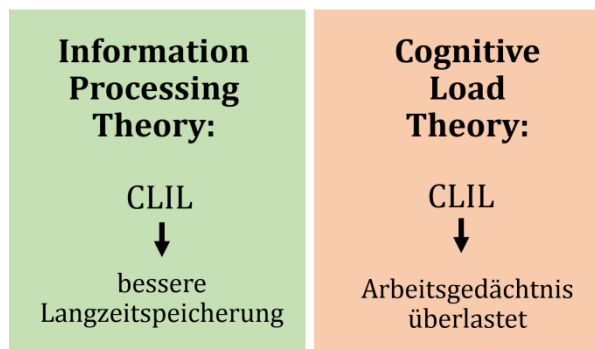 Information
Processing
Theory:
CLIL
bessere
Langzeitspeicherung
Cognitive
Load
Theory:
CLIL
Arbeitsgedächtnis
überlastet